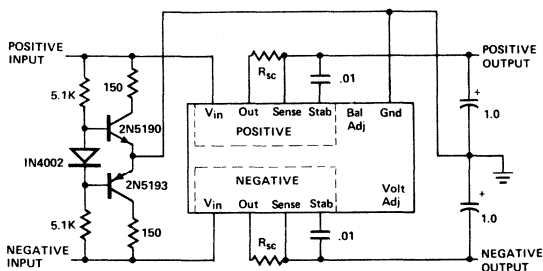 POSITIVE
INPUT
POSITIVE
OUTPUT
5.1K
150
Rsc
.01
+
1.0
Vin
Out
Sense
Stab
Bal
Adj
Gnd
2N5190
POSITIVE
IN4002
2N5193
NEGATIVE
Volt
Adj
Vin
Out
Sense
Stab
+
1.0
5.1K
150
Rsc
.01
NEGATIVE
INPUT
NEGATIVE
OUTPUT